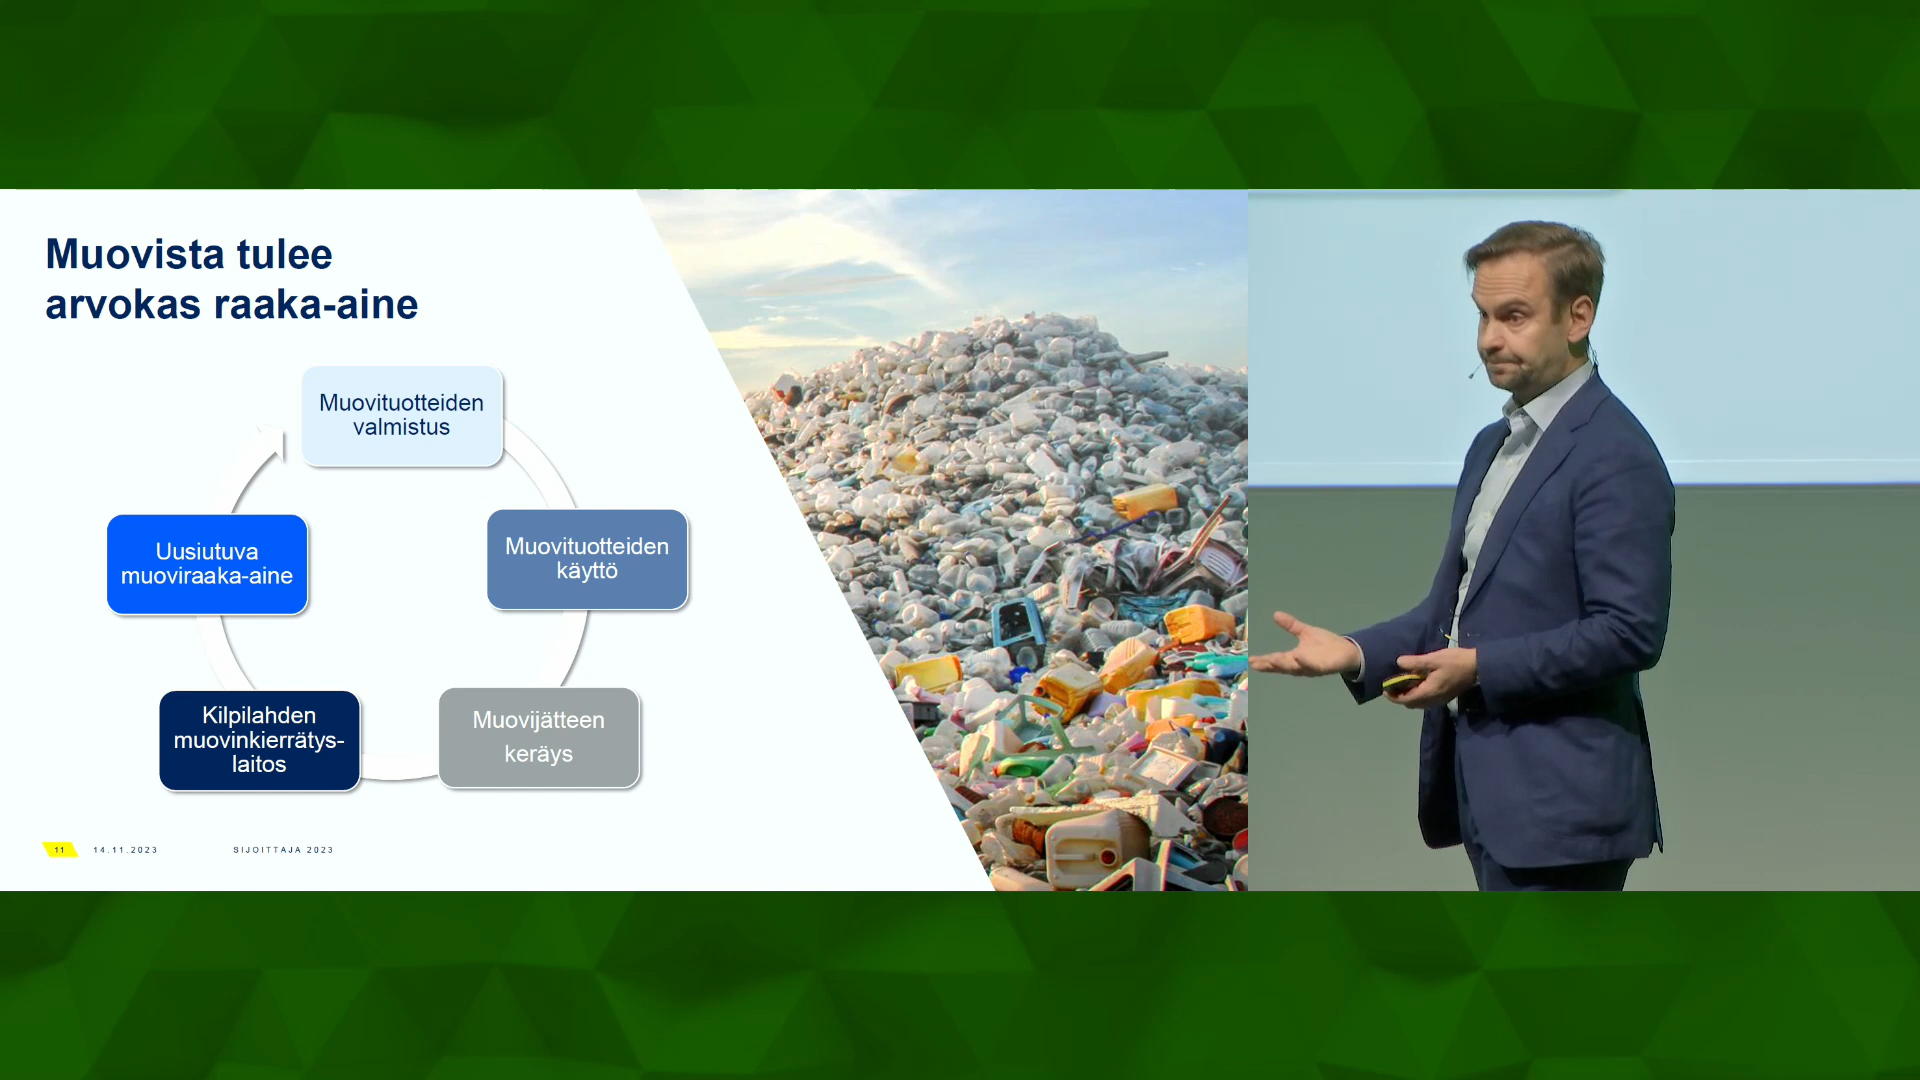 Muovista tulee
arvokas raaka-aine
Muovituotteiden
valmistus
Muovituotteiden
käyttö
Muovijätteen
keräys
Kilpilahden
muovinkierrätys-
laitos
Uusiutuva
muoviraaka-aine
11 14.11.2023 SIJOITTAJA 2023